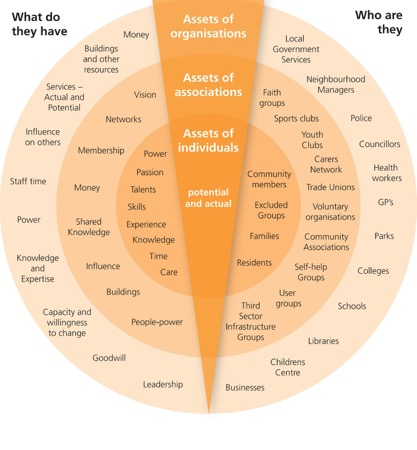 What do
they have
Who are
they
Assets of
organisations
Assets of
associations
Assets of
individuals
potential
and actual
Money
Buildings
and other
resources
Services –
Actual and
Potential
Influence
on others
Staff time
Power
Knowledge
and
Expertise
Capacity and
willingness
to change
Goodwill
Leadership
Vision
Networks
Membership
Money
Shared
Knowledge
Influence
Buildings
People-power
Power
Passion
Talents
Skills
Experience
Knowledge
Time
Care
Community
members
Excluded
Groups
Families
Residents
Faith
groups
Sports clubs
Youth
Clubs
Carers
Network
Trade Unions
Voluntary
organisations
Community
Associations
Self-help
Groups
User
groups
Third
Sector
Infrastructure
Groups
Local
Government
Services
Neighbourhood
Managers
Police
Councillors
Health
workers
GP's
Parks
Colleges
Schools
Libraries
Childrens
Centre
Businesses